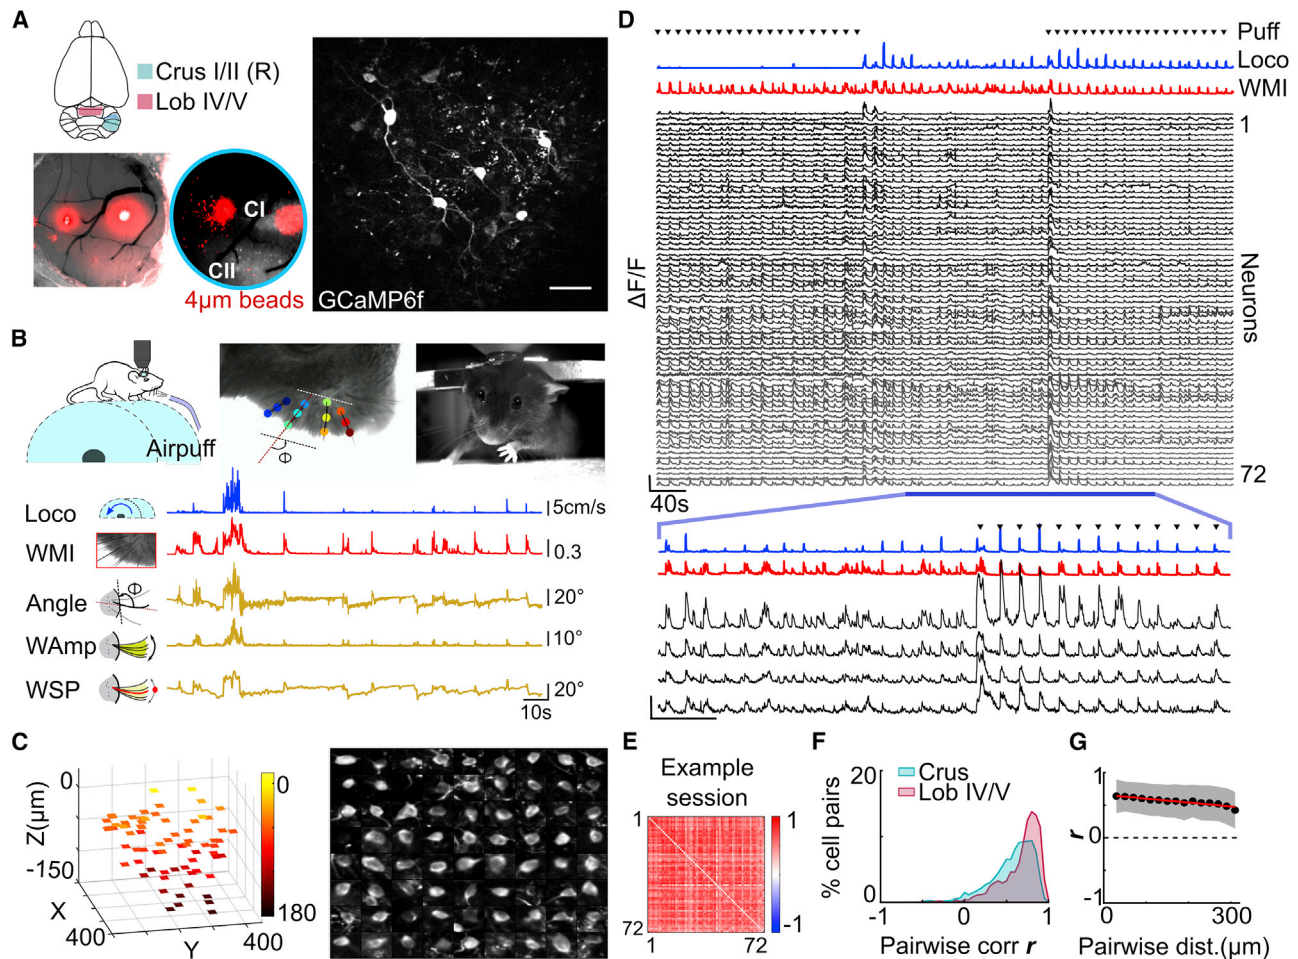 A
Crus I/II (R)
Lob IV/V
CI
CII
4µm beads
GCaMP6f
B
Airpuff
Φ
Loco
5cm/s
WMI
0.3
Φ
Angle
20°
WAmp
10°
WSP
20°
10s
C
0
Z(µm)
-150
X
400
Y
400
0
180
D
Puff
Loco
WMI
1
ΔF/F
Neurons
72
40s
E
Example
session
1
72
1
72
1
-1
F
Crus
Lob IV/V
20
% cell pairs
0
-1
0
1
Pairwise corr r
G
1
r
0
-1
0
300
Pairwise dist.(µm)